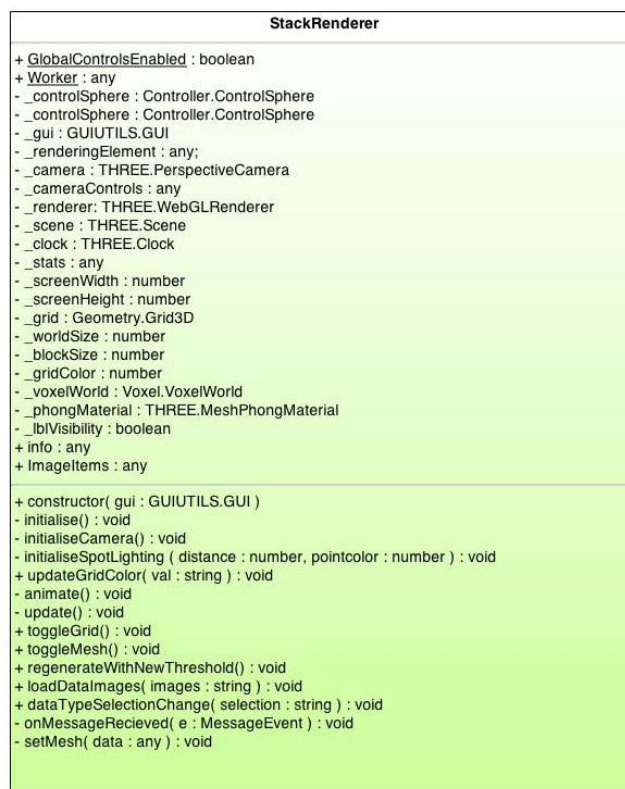 StackRenderer
+ GlobalControlsEnabled : boolean
+ Worker : any
- _controlSphere : Controller.ControlSphere
- _controlSphere : Controller.ControlSphere
- _gui : GUIUTILS.GUI
- _renderingElement : any;
- _camera : THREE.PerspectiveCamera
- _cameraControls : any
- _renderer: THREE.WebGLRenderer
- _scene : THREE.Scene
- _clock : THREE.Clock
- _stats : any
- _screenWidth : number
- _screenHeight : number
- _grid : Geometry.Grid3D
- _worldSize : number
- _blockSize : number
- _gridColor : number
- _voxelWorld : Voxel.VoxelWorld
- _phongMaterial : THREE.MeshPhongMaterial
- _lblVisibility : boolean
+ info : any
+ ImageItems : any
+ constructor( gui : GUIUTILS.GUI )
- initialise() : void
- initialiseCamera() : void
- initialiseSpotLighting ( distance : number, pointcolor : number ) : void
+ updateGridColor( val : string ) : void
- animate() : void
- update() : void
+ toggleGrid() : void
+ toggleMesh() : void
+ regenerateWithNewThreshold() : void
+ loadDataImages( images : string ) : void
+ dataTypeSelectionChange( selection : string ) : void
- onMessageRecieved( e : MessageEvent ) : void
- setMesh( data : any ) : void